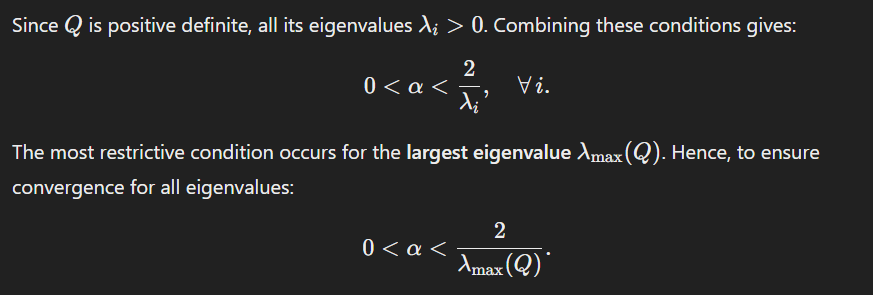 Since Q is positive definite, all its eigenvalues λᵢ > 0. Combining these conditions gives:
0 < α < 2/λᵢ, ∀ i.
The most restrictive condition occurs for the largest eigenvalue λₘₐₓ(Q). Hence, to ensure
convergence for all eigenvalues:
0 < α < 2/λₘₐₓ(Q).